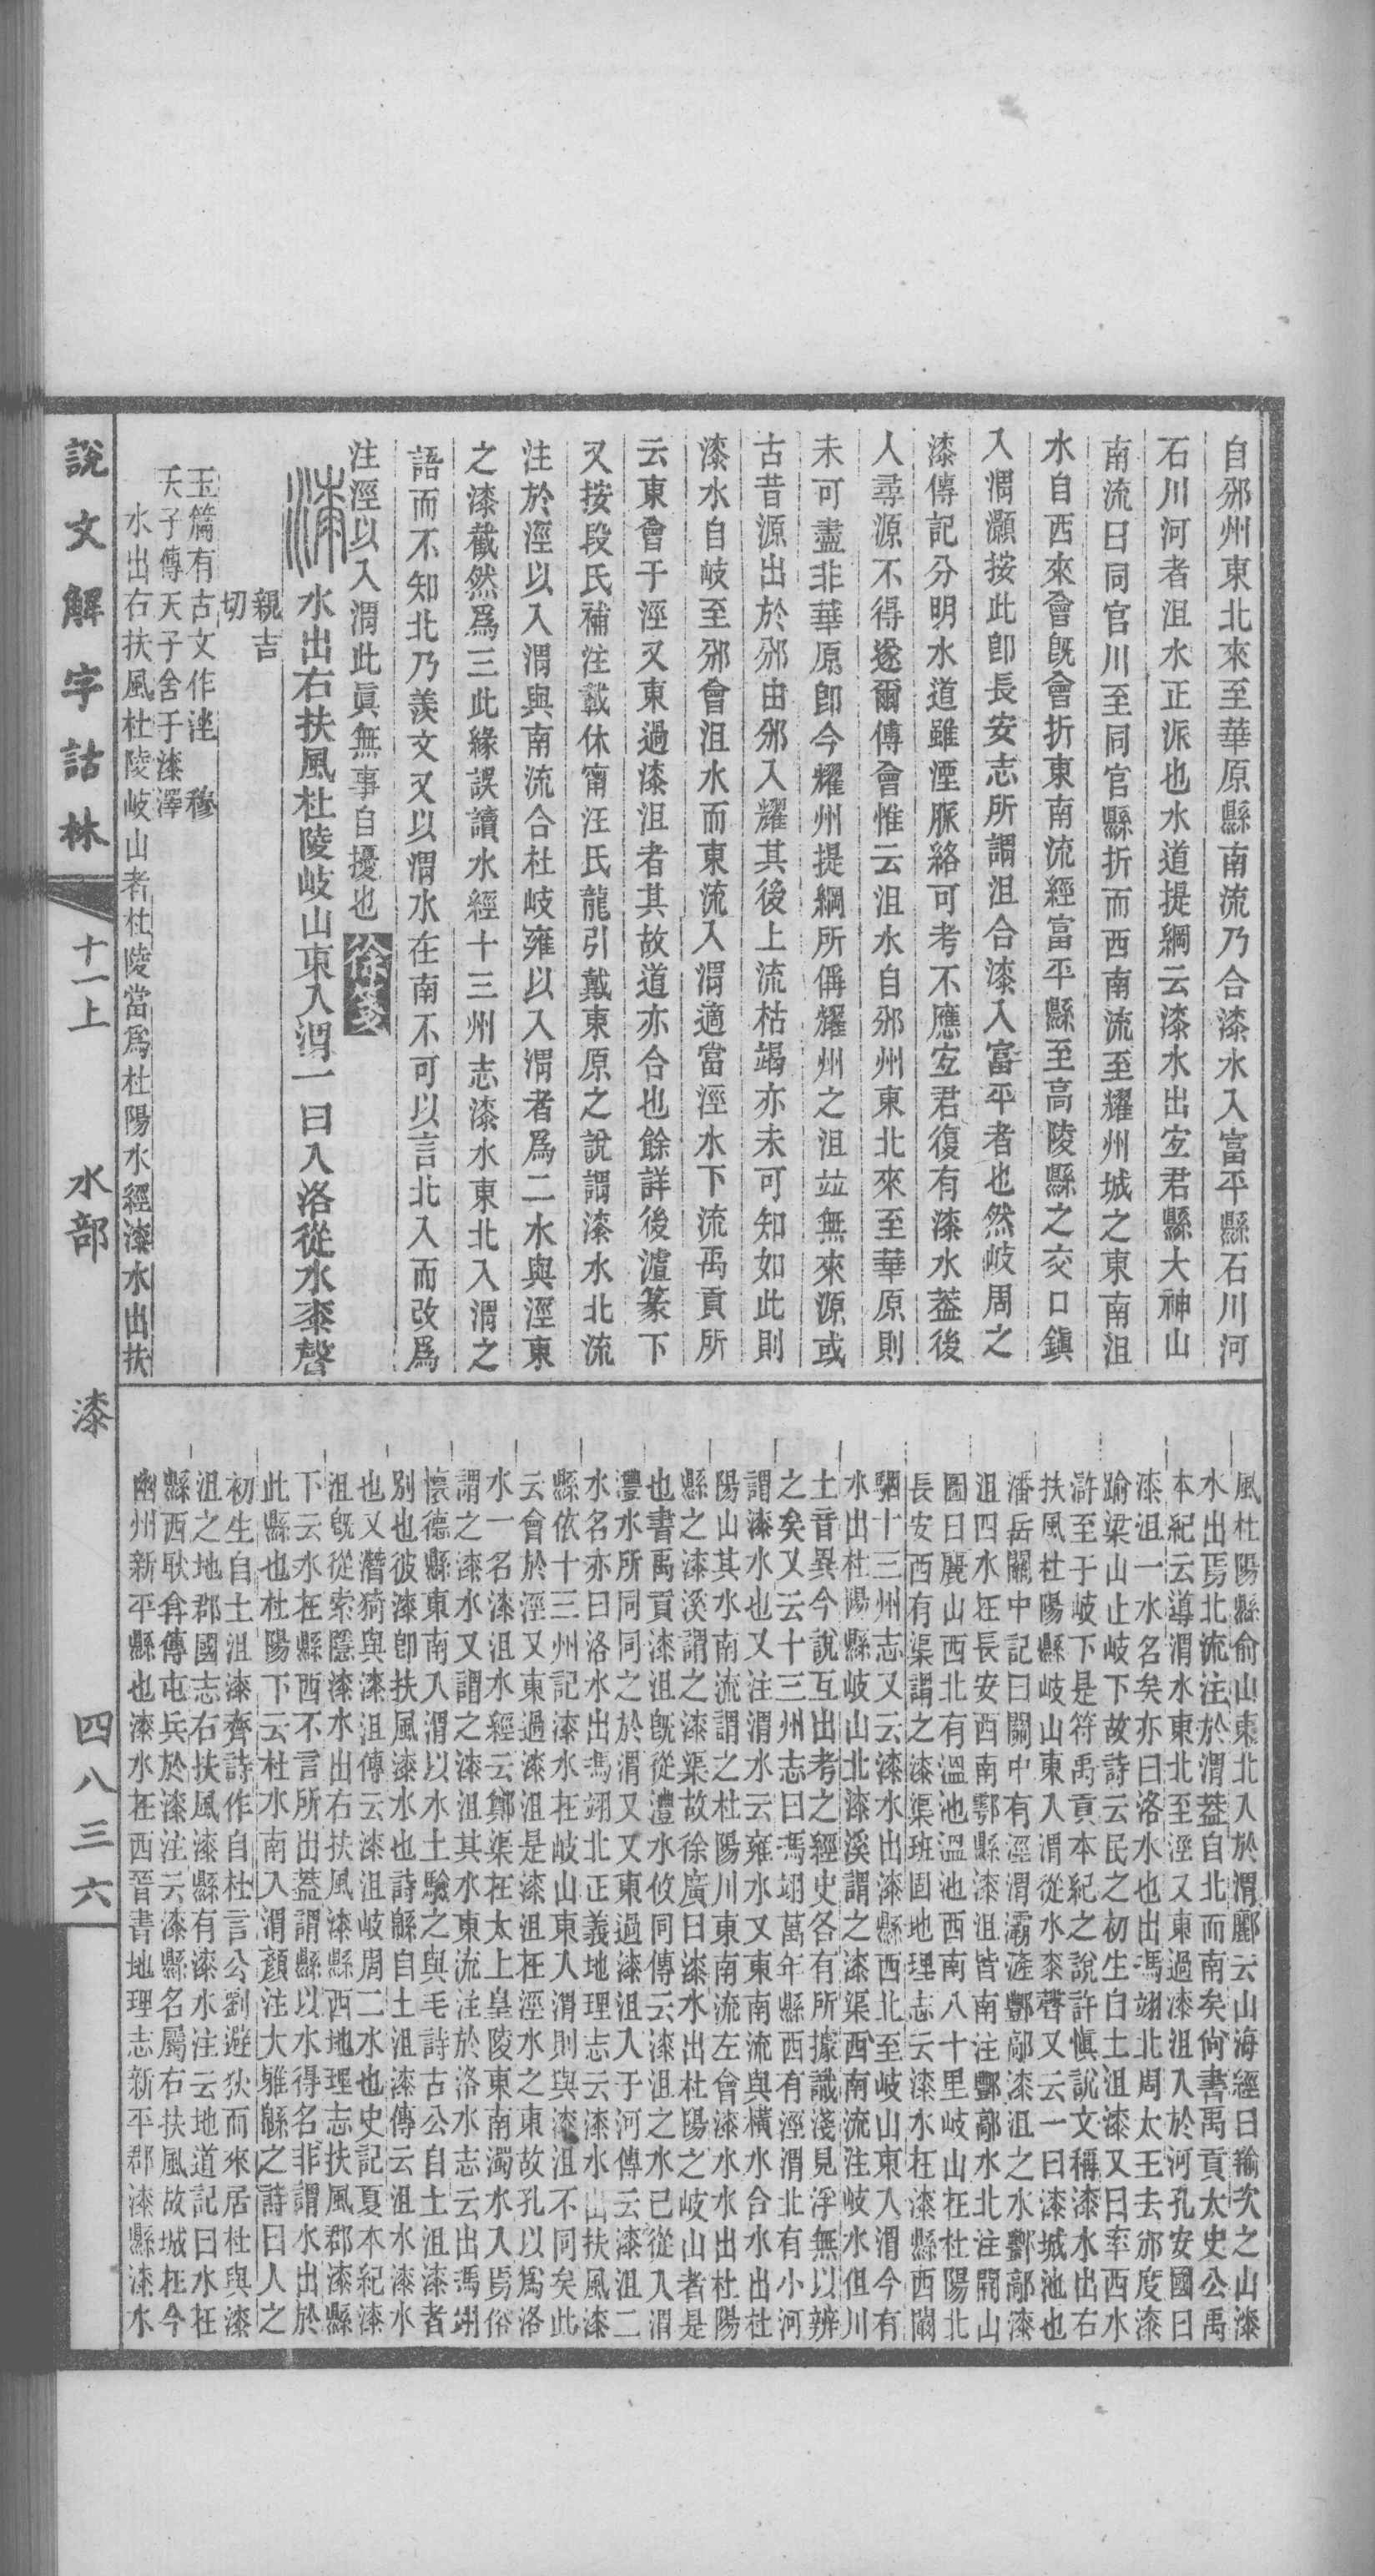 自邠州東北來至華原縣南流乃合漆水入富平縣石川河
石川河者沮水正派也水道提綱云漆水出宜君縣大神山
南流曰同官川至同官縣折而西南流至耀州城之東南沮
水自西來會旣會折東南流經富平縣至高陵縣之交口鎭
入渭灝按此卽長安志所謂沮合漆入富平者也然岐周之
漆傳記分明水道雖湮脈絡可考不應宜君復有漆水葢後
人尋源不得遂爾傅會惟云沮水自邠州東北來至華原則
未可盡非華原卽今耀州提綱所偁耀州之沮竝無來源或
古昔源出於邠由邠入耀其後上流枯竭亦未可知如此則
漆水自岐至邠會沮水而東流入渭適當涇水下流禹貢所
云東會于涇又東過漆沮者其故道亦合也餘詳後瀘篆下
又按段氏補注載休甯汪氏龍引戴東原之說謂漆水北流
注於涇以入渭與南流合杜岐雍以入渭者爲二水與涇東
之漆截然爲三此緣誤讀水經十三州志漆水東北入渭之
語而不知北乃羨文又以渭水在南不可以言北入而改爲
注涇以入渭此眞無事自擾也 徐箋
漆 水出右扶風杜陵岐山東入渭一曰入洛從水桼聲
親吉
切
玉篇有古文作 穆
天子傳天子舍于漆澤
水出右扶風杜陵岐山者杜陵當爲杜陽水經漆水出扶
風杜陽縣俞山東北入於渭酈云山海經曰羭次之山漆
水出焉北流注於渭葢自北而南矣尙書禹貢太史公禹
本紀云導渭水東北至涇又東過漆沮入於河孔安國曰
漆沮一水名矣亦曰洛水也出馮翊北周太王去邠度漆
踰梁山止岐下故詩云民之初生自土沮漆又曰率西水
滸至于岐下是符禹貢本紀之說許愼說文稱漆水出右
扶風杜陽縣岐山東入渭從水桼聲又云一曰漆城池也
潘岳關中記曰關中有涇渭灞滻酆鄗漆沮之水酆鄗漆
沮四水在長安西南鄠縣漆沮皆南注酆鄗水北注開山
圖曰麗山西北有溫池溫池西南八十里岐山在杜陽北
長安西有渠謂之漆渠班固地理志云漆水在漆縣西闞
駰十三州志又云漆水出漆縣西北至岐山東入渭今有
水出杜陽縣岐山北漆溪謂之漆渠西南流注岐水但川
土音異今說互出考之經史各有所據識淺見浮無以辨
之矣又云十三州志曰馮翊萬年縣西有涇渭北有小河
謂漆水也又注渭水云雍水又東南流與橫水合水出杜
陽山其水南流謂之杜陽川東南流左會漆水水出杜陽
縣之漆溪謂之漆渠故徐廣曰漆水出杜陽之岐山者是
也書禹貢漆沮旣從灃水攸同傳云漆沮之水已從入渭
灃水所同同之於渭又又東過漆沮入于河傳云漆沮二
水名亦曰洛水出馮翊北正義地理志云漆水出扶風漆
縣依十三州記漆水在岐山東入渭則與漆沮不同矣此
云會於涇又東過漆沮是漆沮在涇水之東故孔以爲洛
水一名漆沮水經云鄭渠在太上皇陵東南濁水入焉俗
謂之漆水又謂之漆沮其水東流注於洛水志云出馮翊
懷德縣東南入渭以水土驗之與毛詩古公自土沮漆者
別也彼漆卽扶風漆水也詩緜自土沮漆傳云沮水漆水
也又潛猗與漆沮傳云漆沮岐周二水也史記夏本紀漆
沮旣從索隱漆水出右扶風漆縣西地理志扶風郡漆縣
下云水在縣西不言所出葢謂縣以水得名非謂水出於
此縣也杜陽下云杜水南入渭顏注大雅緜之詩曰人之
初生自土沮漆齊詩作自杜言公劉避狄而來居杜與漆
沮之地郡國志右扶風漆縣有漆水注云地道記曰水在
縣西耿弇傳屯兵於漆注云漆縣名屬右扶風故城在今
豳州新平縣也漆水在西晉書地理志新平郡漆縣漆水
說文解字詁林 十一上 水部 漆 四八三六